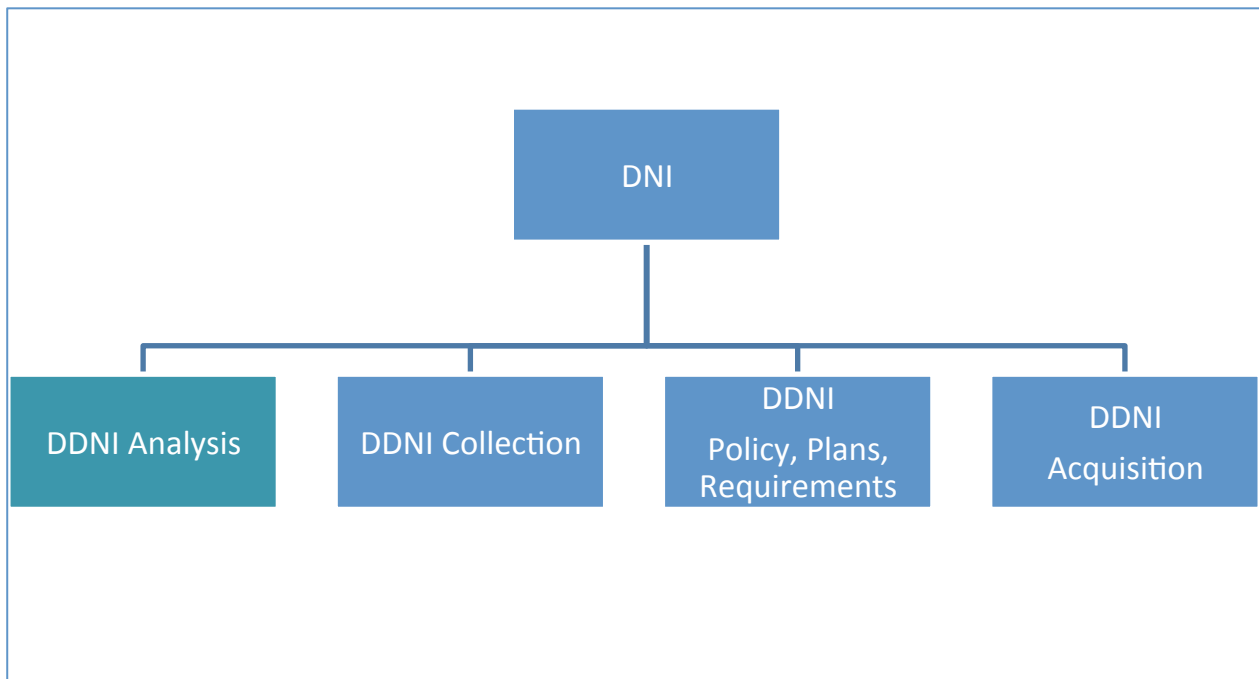 DNI
DDNI Analysis
DDNI Collection
DDNI
Policy, Plans,
Requirements
DDNI
Acquisition